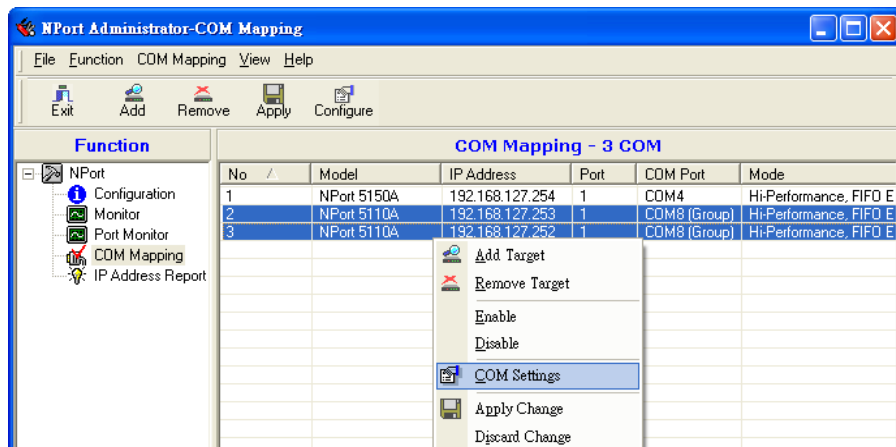 NPort Administrator-COM Mapping
File Function COM Mapping View Help
Exit Add Remove Apply Configure
Function
COM Mapping - 3 COM
NPort
Configuration
Monitor
Port Monitor
COM Mapping
IP Address Report
No Model IP Address Port COM Port Mode
1 NPort 5150A 192.168.127.254 1 COM4 Hi-Performance, FIFO E
2 NPort 5110A 192.168.127.253 1 COM8 (Group) Hi-Performance, FIFO E
3 NPort 5110A 192.168.127.252 1 COM8 (Group) Hi-Performance, FIFO E
Add Target
Remove Target
Enable
Disable
COM Settings
Apply Change
Discard Change